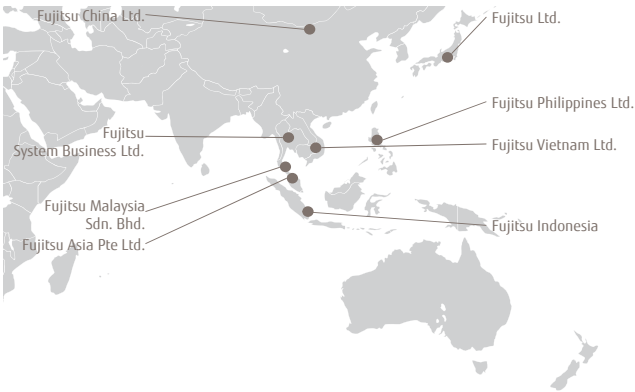 Fujitsu China Ltd.
Fujitsu Ltd.
Fujitsu Philippines Ltd.
Fujitsu
System Business Ltd.
Fujitsu Vietnam Ltd.
Fujitsu Malaysia
Sdn. Bhd.
Fujitsu Asia Pte Ltd.
Fujitsu Indonesia